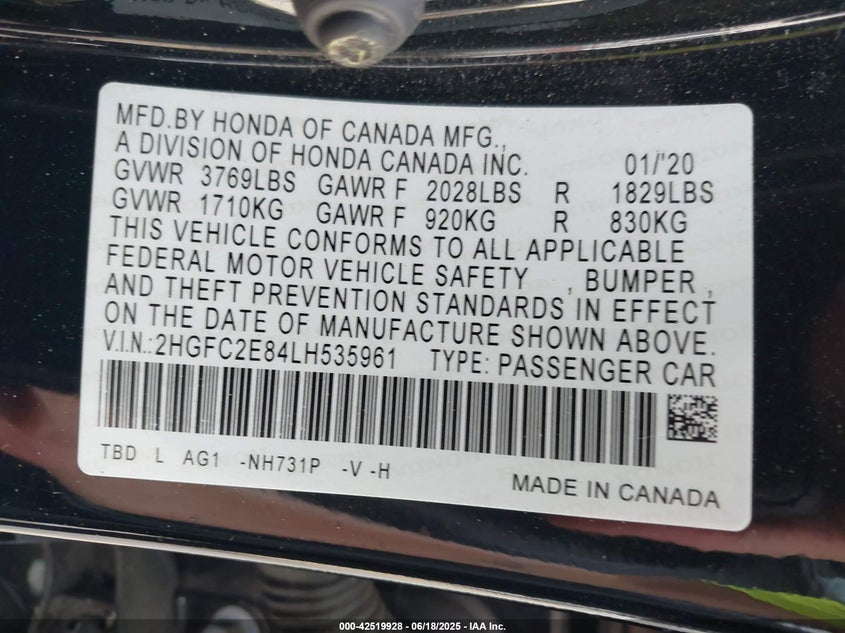 MFD.BY HONDA OF CANADA MFG.,
A DIVISION OF HONDA CANADA INC. 01/'20
GVWR 3769LBS GAWR F 2028LBS R 1829LBS
GVWR 1710KG GAWR F 920KG R 830KG
THIS VEHICLE CONFORMS TO ALL APPLICABLE
FEDERAL MOTOR VEHICLE SAFETY , BUMPER ,
AND THEFT PREVENTION STANDARDS IN EFFECT
ON THE DATE OF MANUFACTURE SHOWN ABOVE.
V.I.N.:2HGFC2E84LH535961 TYPE: PASSENGER CAR
TBD L AG1 -NH731P -V -H
MADE IN CANADA
000-42519928 - 06/18/2025 - IAA Inc.